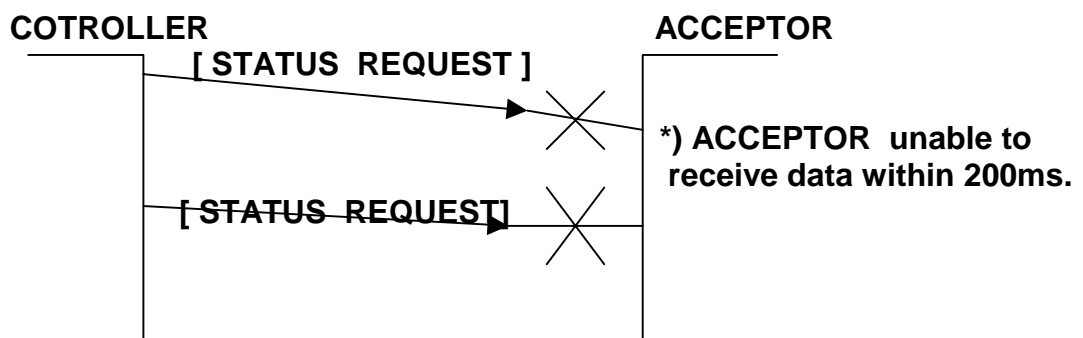 COTROLLER
ACCEPTOR
[ STATUS REQUEST ]
*) ACCEPTOR unable to
receive data within 200ms.
[ STATUS REQUEST]